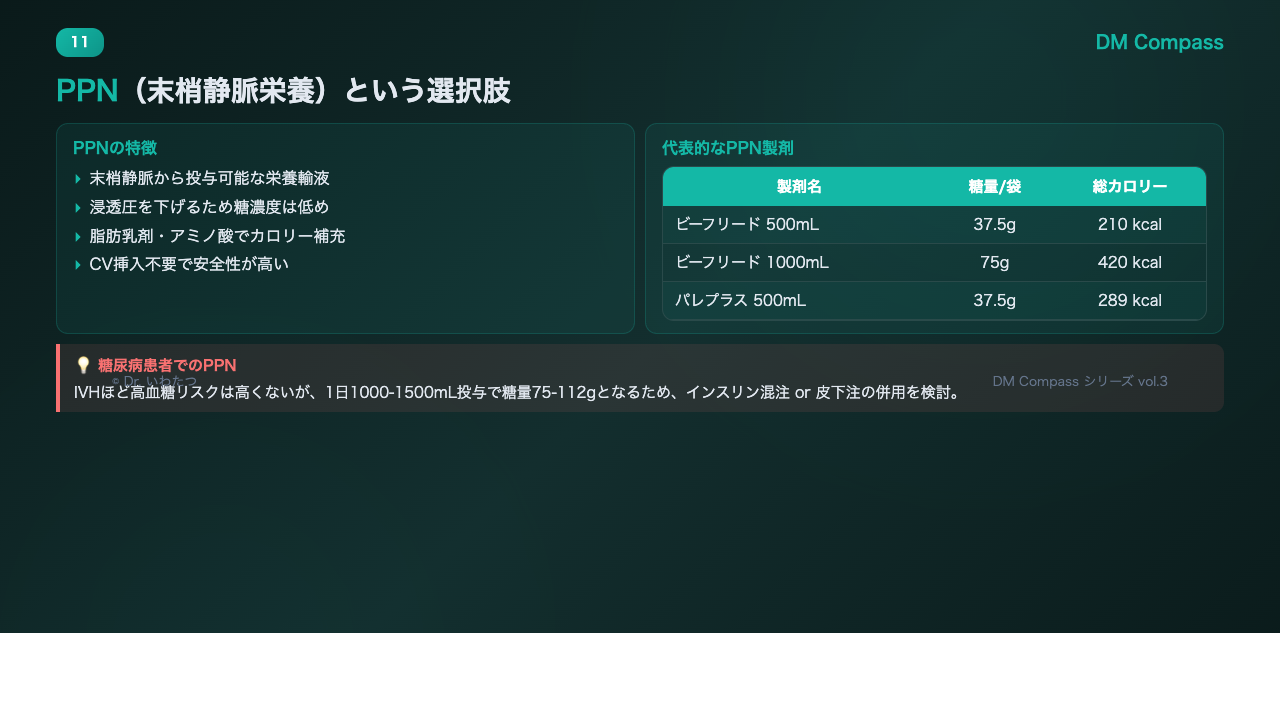 11
DM Compass
PPN（末梢静脈栄養）という選択肢
PPNの特徴
末梢静脈から投与可能な栄養輸液
浸透圧を下げるため糖濃度は低め
脂肪乳剤・アミノ酸でカロリー補充
CV挿入不要で安全性が高い
代表的なPPN製剤
製剤名 糖量/袋 総カロリー
ビーフリード 500mL 37.5g 210 kcal
ビーフリード 1000mL 75g 420 kcal
パレプラス 500mL 37.5g 289 kcal
💡 糖尿病患者でのPPN
© Dr. いわたつ
DM Compass シリーズ vol.3
IVHほど高血糖リスクは高くないが、1日1000-1500mL投与で糖量75-112gとなるため、インスリン混注 or 皮下注の併用を検討。